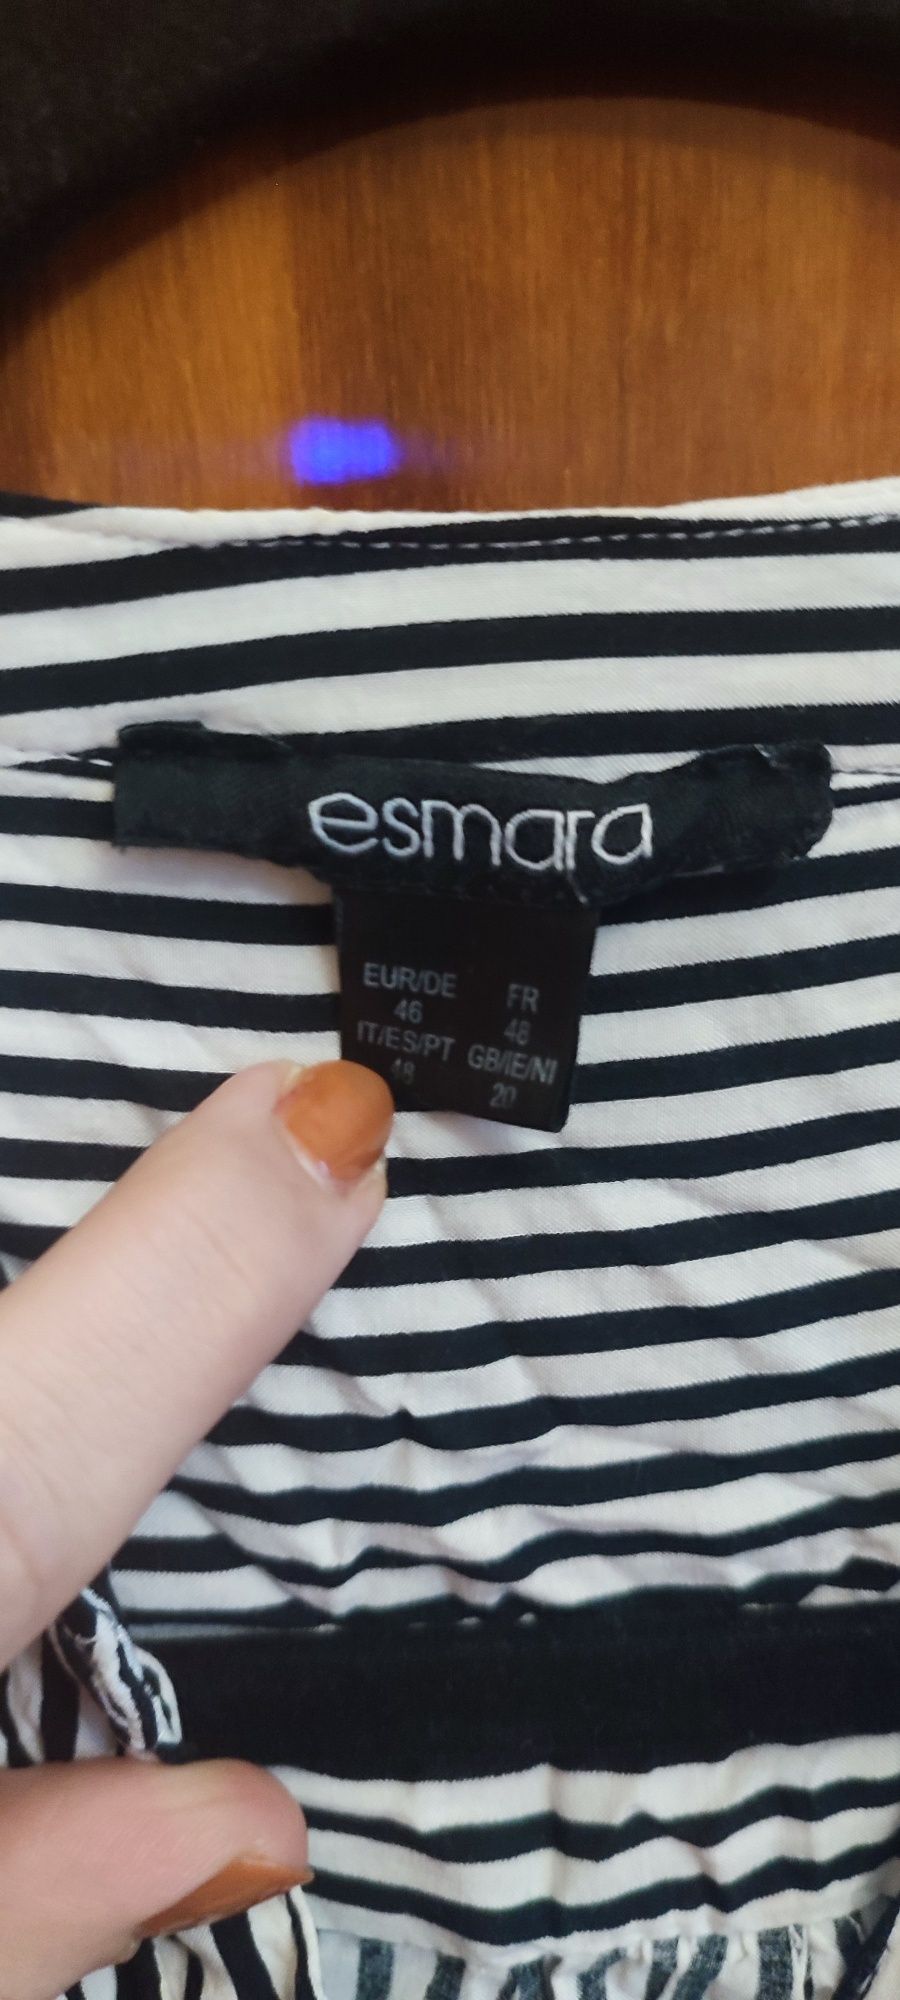 esmara
EUR/DE FR
46 48
IT/ES/PT GB/IE/NI
48 20